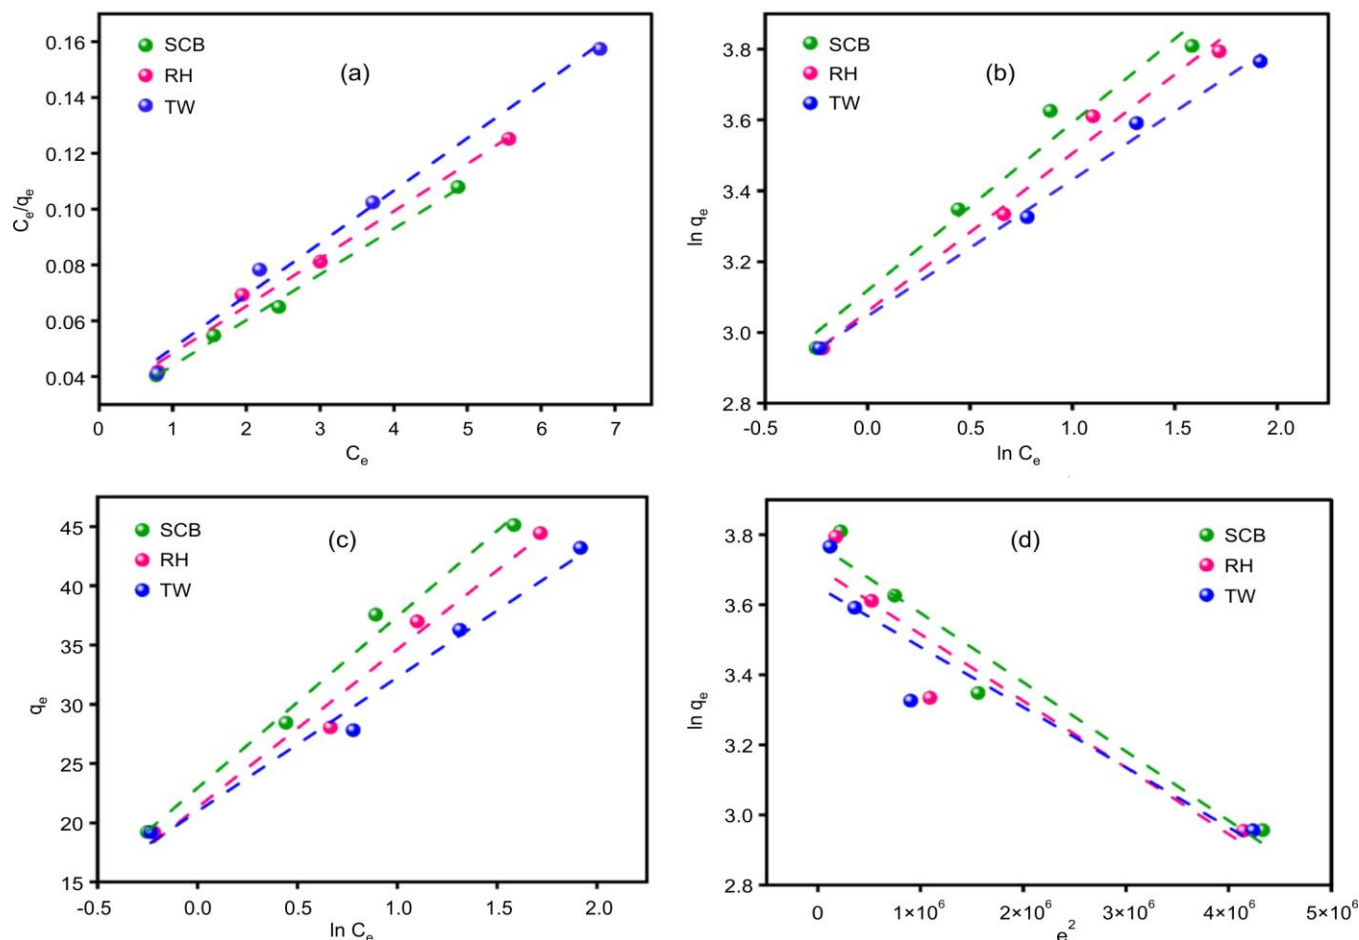 (a)
SCB
RH
TW
0.16
0.14
0.12
0.10
0.08
0.06
0.04
Cₑ/qₑ
0 1 2 3 4 5 6 7
Cₑ
(b)
SCB
RH
TW
3.8
3.6
3.4
3.2
3.0
2.8
ln qₑ
-0.5 0.0 0.5 1.0 1.5 2.0
ln Cₑ
(c)
SCB
RH
TW
45
40
35
30
25
20
15
qₑ
-0.5 0.0 0.5 1.0 1.5 2.0
ln Cₑ
(d)
SCB
RH
TW
3.8
3.6
3.4
3.2
3.0
2.8
ln qₑ
0 1×10⁶ 2×10⁶ 3×10⁶ 4×10⁶ 5×10⁶
e²